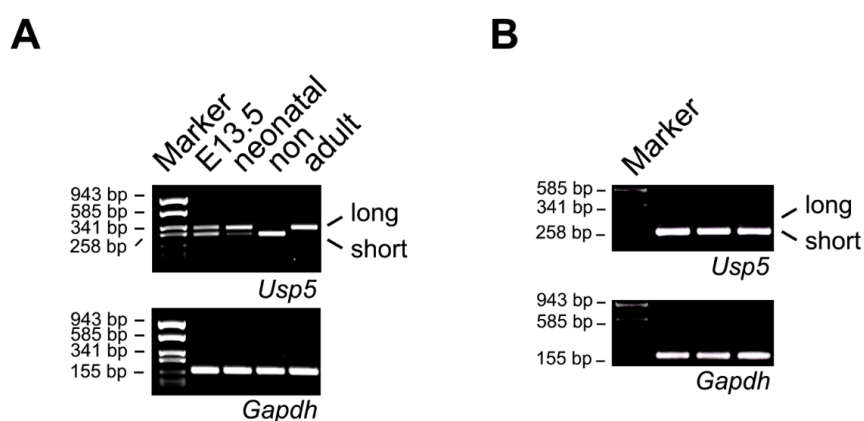 A
Marker
E13.5
neonatal
non
adult
943 bp
585 bp
341 bp
258 bp
long
short
Usp5
943 bp
585 bp
341 bp
155 bp
Gapdh
B
Marker
585 bp
341 bp
258 bp
long
short
Usp5
943 bp
585 bp
155 bp
Gapdh